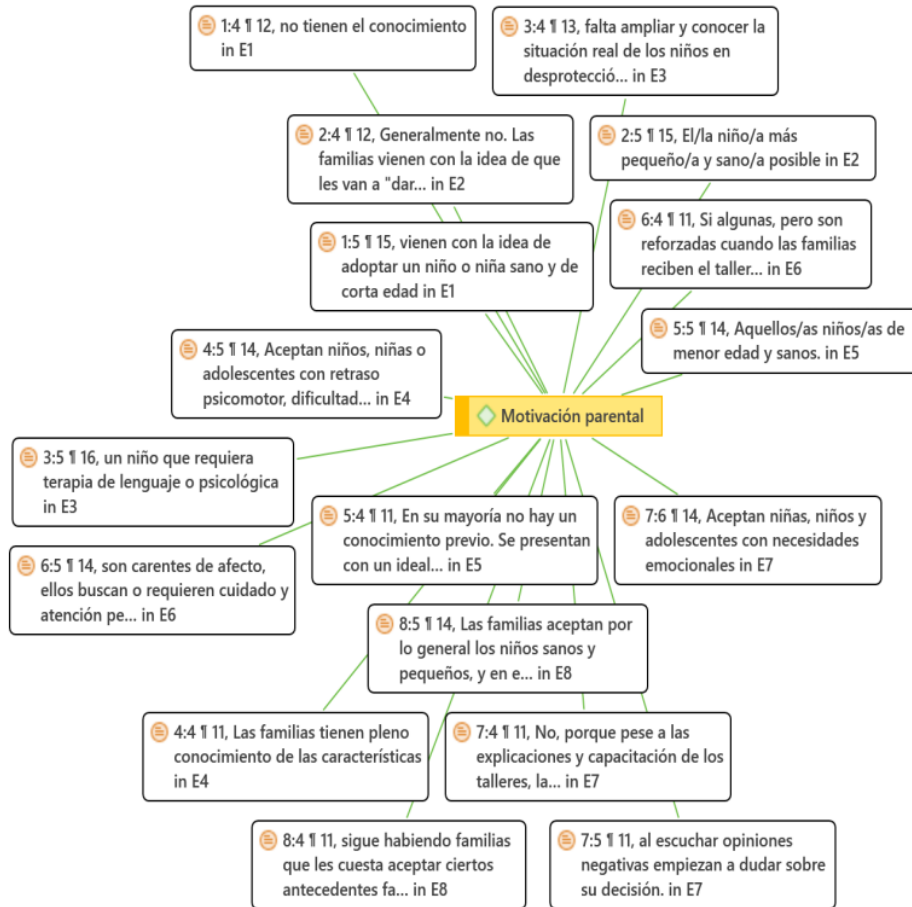 1:4 ¶ 12, no tienen el conocimiento
in E1
3:4 ¶ 13, falta ampliar y conocer la
situación real de los niños en
desprotecció... in E3
2:4 ¶ 12, Generalmente no. Las
familias vienen con la idea de que
les van a "dar... in E2
2:5 ¶ 15, El/la niño/a más
pequeño/a y sano/a posible in E2
1:5 ¶ 15, vienen con la idea de
adoptar un niño o niña sano y de
corta edad in E1
6:4 ¶ 11, Si algunas, pero son
reforzadas cuando las familias
reciben el taller... in E6
4:5 ¶ 14, Aceptan niños, niñas o
adolescentes con retraso
psicomotor, dificultad... in E4
5:5 ¶ 14, Aquellos/as niños/as de
menor edad y sanos. in E5
Motivación parental
3:5 ¶ 16, un niño que requiera
terapia de lenguaje o psicológica
in E3
5:4 ¶ 11, En su mayoría no hay un
conocimiento previo. Se presentan
con un ideal... in E5
7:6 ¶ 14, Aceptan niñas, niños y
adolescentes con necesidades
emocionales in E7
6:5 ¶ 14, son carentes de afecto,
ellos buscan o requieren cuidado y
atención pe... in E6
8:5 ¶ 14, Las familias aceptan por
lo general los niños sanos y
pequeños, y en e... in E8
4:4 ¶ 11, Las familias tienen pleno
conocimiento de las características
in E4
7:4 ¶ 11, No, porque pese a las
explicaciones y capacitación de los
talleres, la... in E7
8:4 ¶ 11, sigue habiendo familias
que les cuesta aceptar ciertos
antecedentes fa... in E8
7:5 ¶ 11, al escuchar opiniones
negativas empiezan a dudar sobre
su decisión. in E7